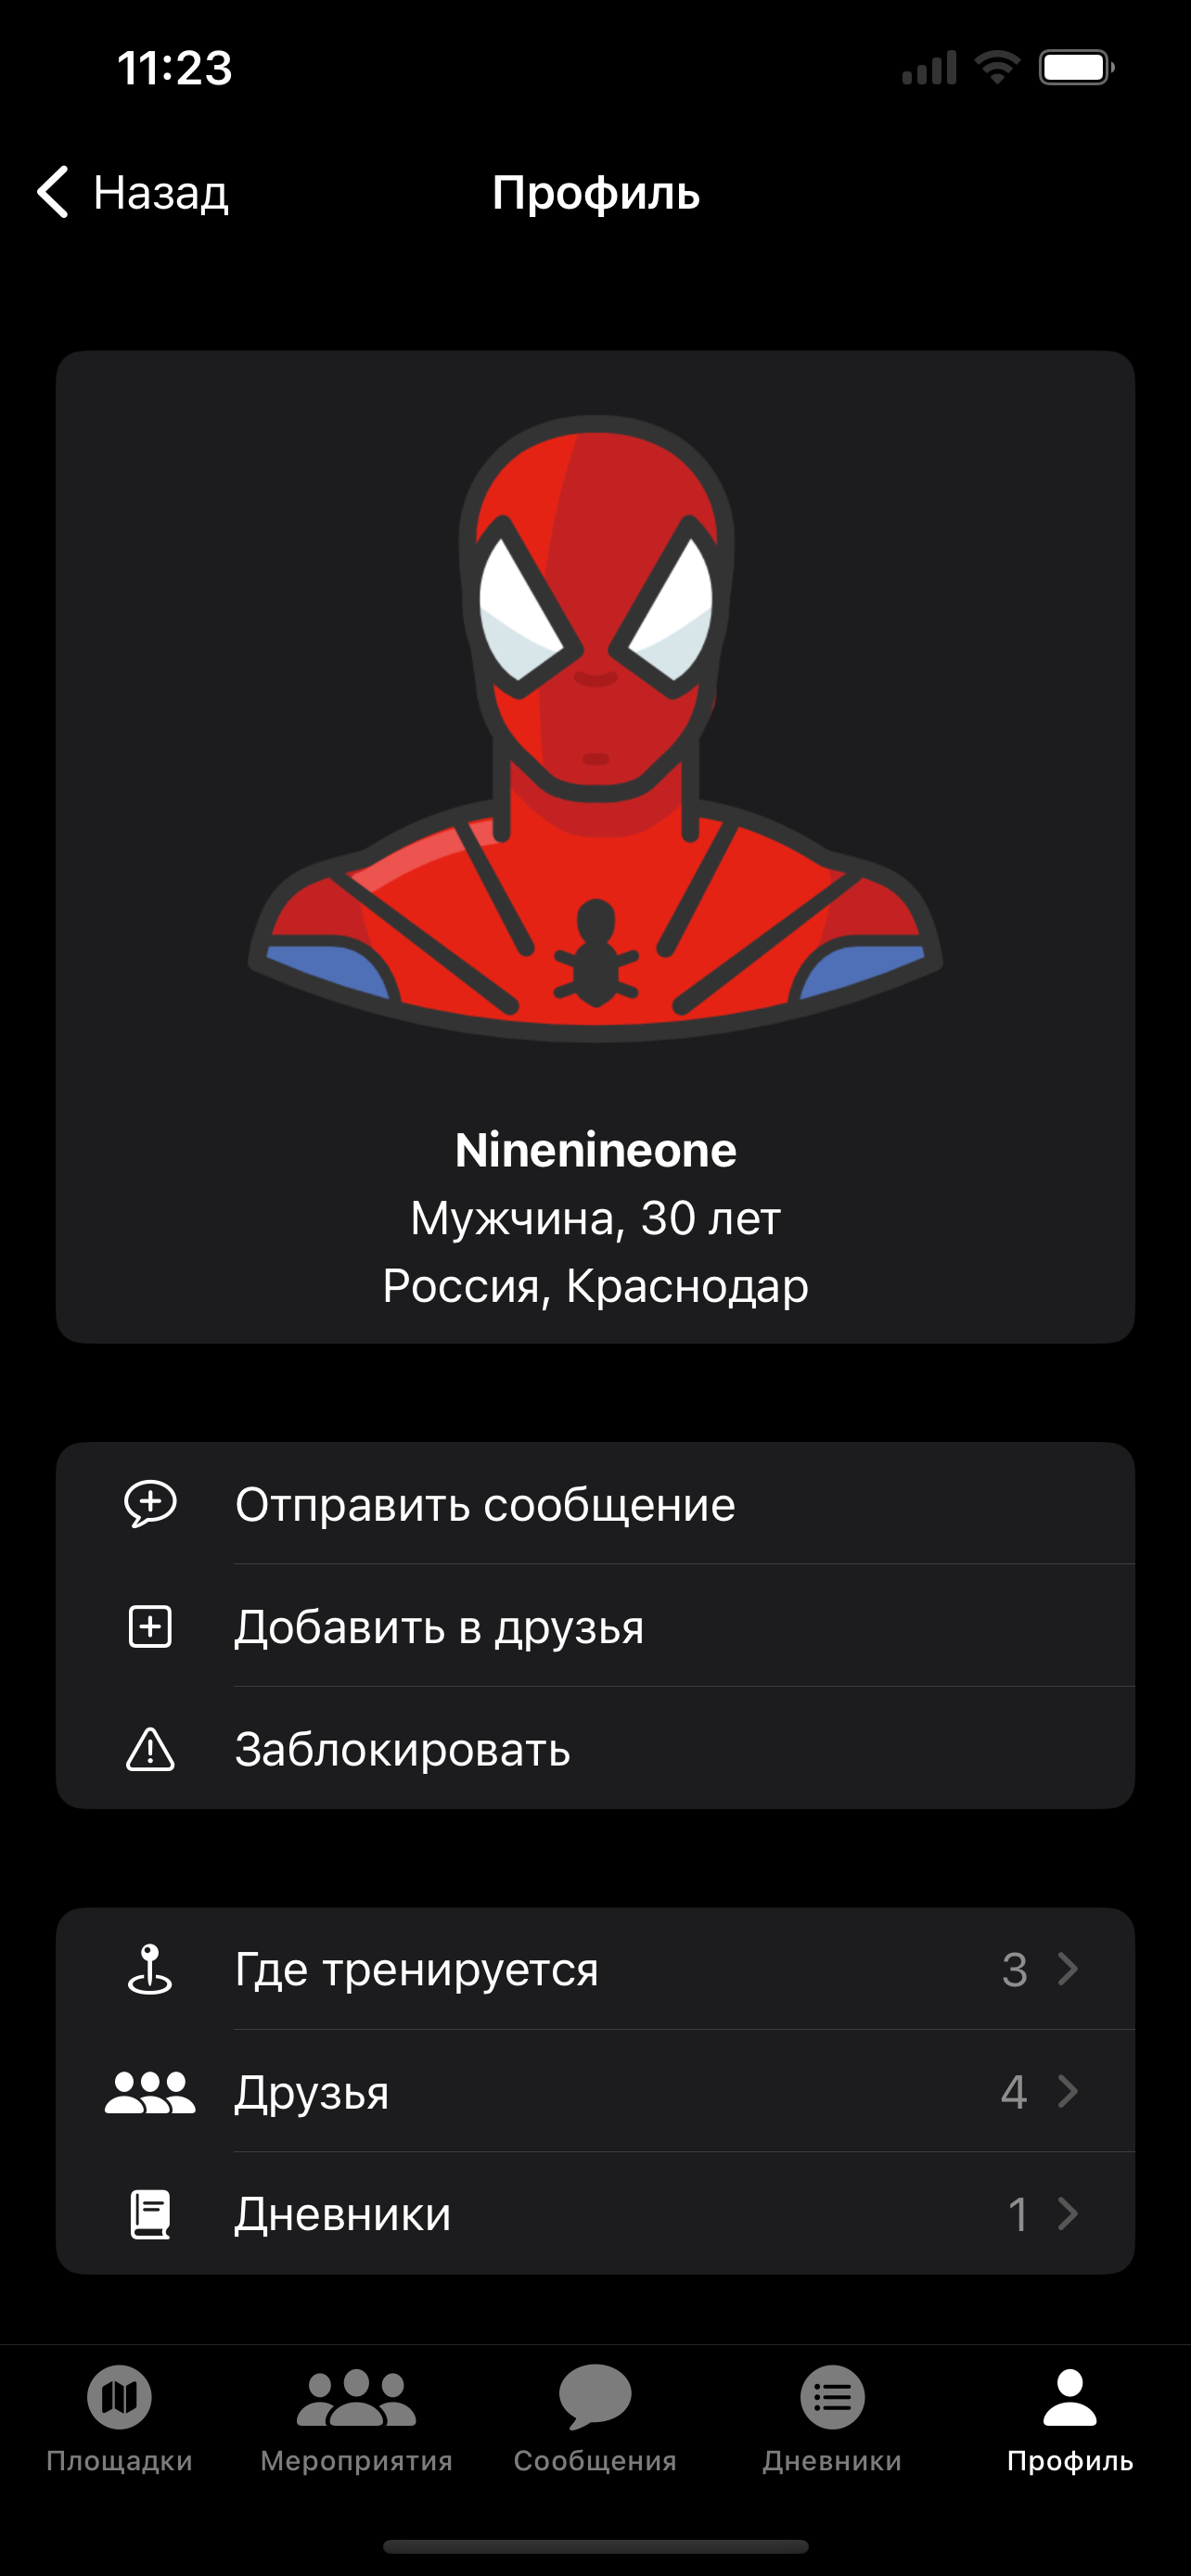 11:23
Назад
Профиль
Ninenineone
Мужчина, 30 лет
Россия, Краснодар
Отправить сообщение
Добавить в друзья
Заблокировать
Где тренируется 3
Друзья 4
Дневники 1
Площадки Мероприятия Сообщения Дневники Профиль